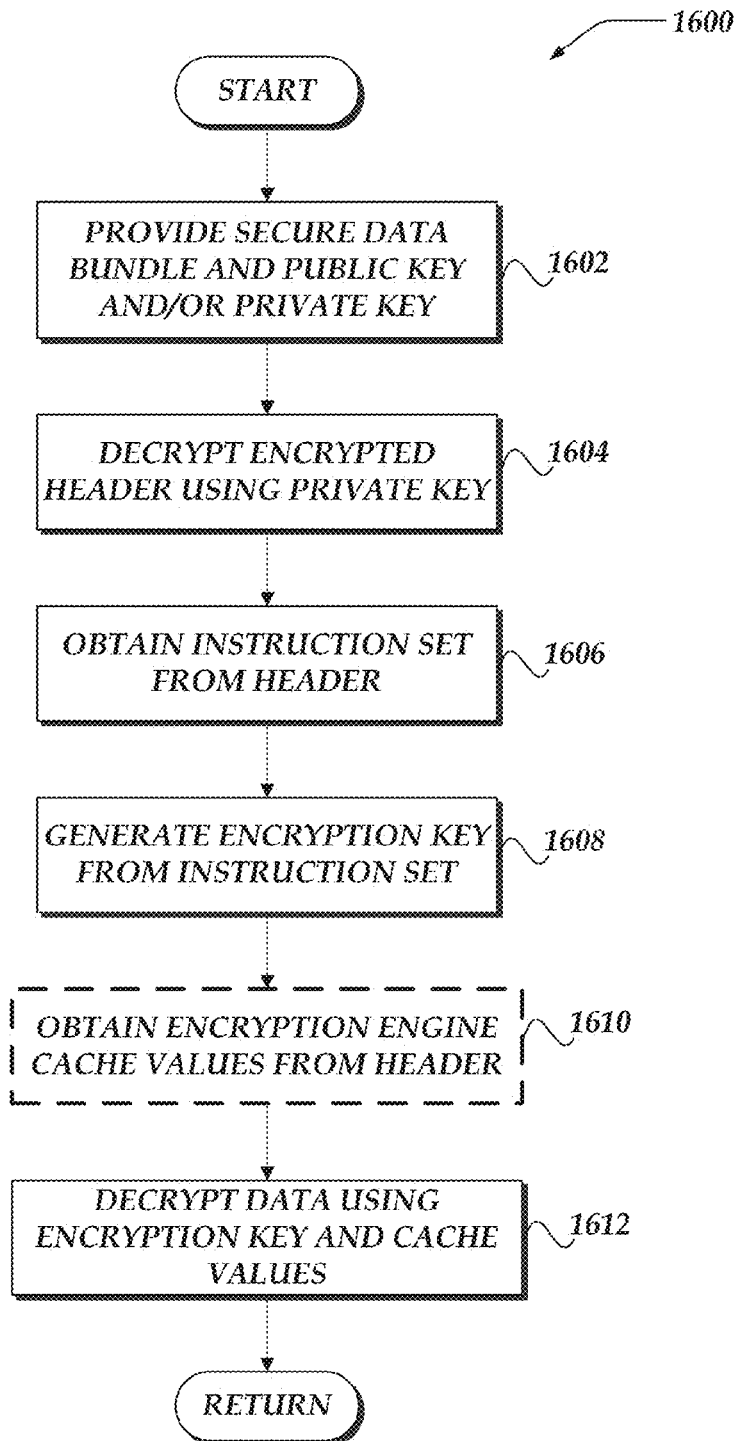 1600
START
PROVIDE SECURE DATA
BUNDLE AND PUBLIC KEY
AND/OR PRIVATE KEY
1602
DECRYPT ENCRYPTED
HEADER USING PRIVATE KEY
1604
OBTAIN INSTRUCTION SET
FROM HEADER
1606
GENERATE ENCRYPTION KEY
FROM INSTRUCTION SET
1608
OBTAIN ENCRYPTION ENGINE
CACHE VALUES FROM HEADER
1610
DECRYPT DATA USING
ENCRYPTION KEY AND CACHE
VALUES
1612
RETURN